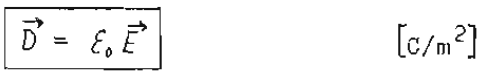 D⃗ = ε₀ E⃗ [C/m²]